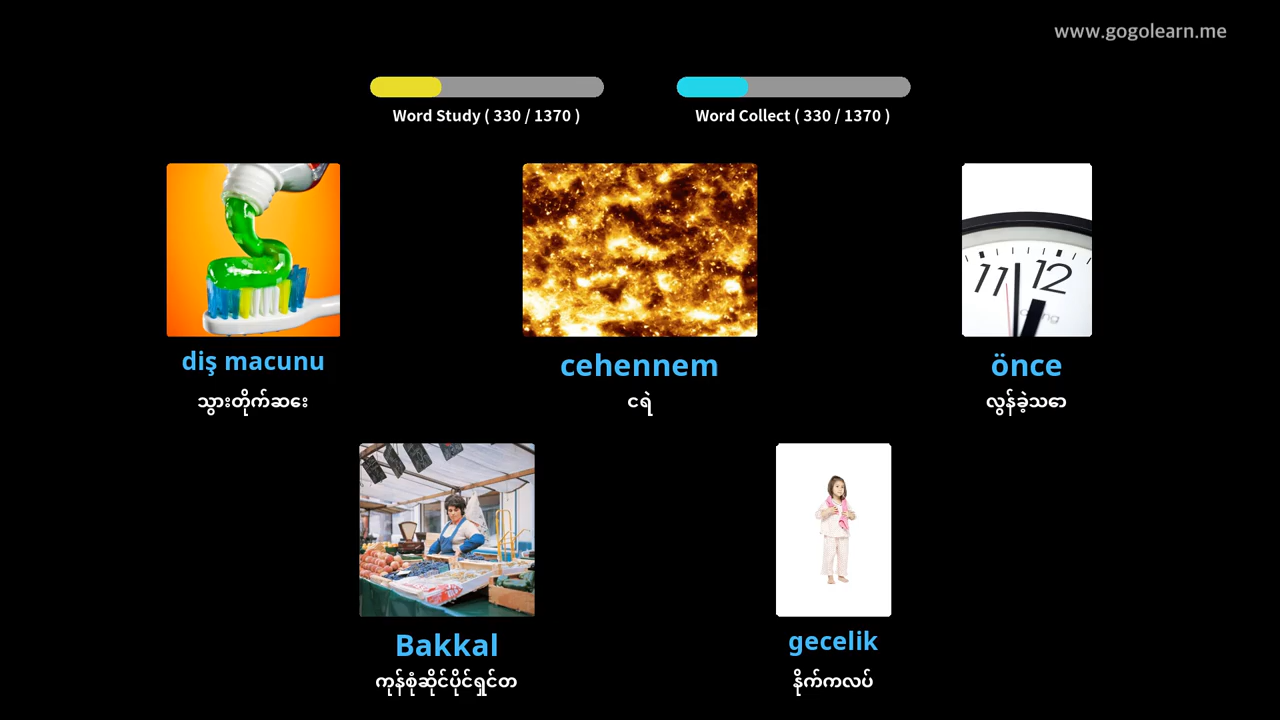 www.gogolearn.me
Word Study ( 330 / 1370 )
Word Collect ( 330 / 1370 )
diş macunu
သွားတိုက်ဆေး
cehennem
ငရဲ
önce
လွန်ခဲ့သော
Bakkal
ကုန်စုံဆိုင်ပိုင်ရှင်တ
gecelik
နိုက်ကလပ်
11 12